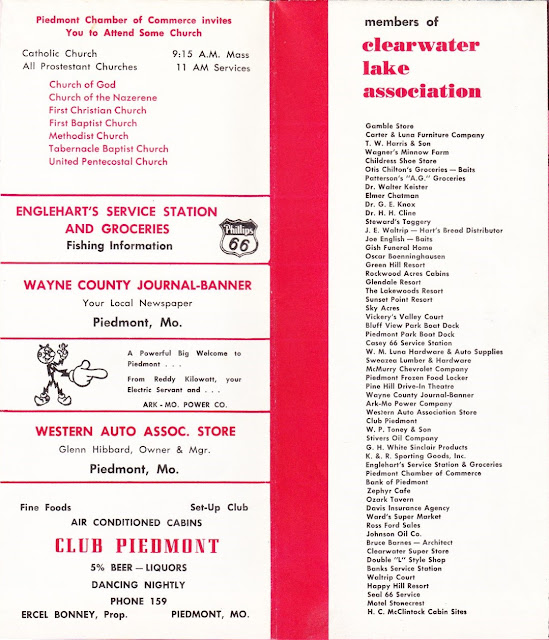 Piedmont Chamber of Commerce invites
You to Attend Some Church
Catholic Church 9:15 A.M. Mass
All Prostestant Churches 11 AM Services
Church of God
Church of the Nazerene
First Christian Church
First Baptist Church
Methodist Church
Tabernacle Baptist Church
United Pentecostal Church
ENGLEHART'S SERVICE STATION
AND GROCERIES
Fishing Information
Phillips
66
WAYNE COUNTY JOURNAL-BANNER
Your Local Newspaper
Piedmont, Mo.
A Powerful Big Welcome to
Piedmont . . .
From Reddy Kilowatt, your
Electric Servant and . . .
ARK - MO. POWER CO.
WESTERN AUTO ASSOC. STORE
Glenn Hibbard, Owner & Mgr.
Piedmont, Mo.
Fine Foods Set-Up Club
AIR CONDITIONED CABINS
CLUB PIEDMONT
5% BEER — LIQUORS
DANCING NIGHTLY
PHONE 159
ERCEL BONNEY, Prop. PIEDMONT, MO.
members of
clearwater
lake
association
Gamble Store
Carter & Luna Furniture Company
T. W. Harris & Son
Wagner's Minnow Farm
Childress Shoe Store
Otis Chilton's Groceries — Baits
Patterson's "A.G." Groceries
Dr. Walter Keister
Elmer Chatman
Dr. G. E. Knox
Dr. H. H. Cline
Steward's Toggery
J. E. Waltrip — Hart's Bread Distributor
Joe English — Baits
Gish Funeral Home
Oscar Boenninghausen
Green Hill Resort
Rockwood Acres Cabins
Glendale Resort
The Lakewoods Resort
Sunset Point Resort
Sky Acres
Vickery's Valley Court
Bluff View Park Boat Dock
Piedmont Park Boat Dock
Casey 66 Service Station
W. M. Luna Hardware & Auto Supplies
Sweazea Lumber & Hardware
McMurry Chevrolet Company
Piedmont Frozen Food Locker
Pine Hill Drive-In Theatre
Wayne County Journal-Banner
Ark-Mo Power Company
Western Auto Association Store
Club Piedmont
W. P. Toney & Son
Stivers Oil Company
G. H. White Sinclair Products
K. & R. Sporting Goods, Inc.
Englehart's Service Station & Groceries
Piedmont Chamber of Commerce
Bank of Piedmont
Zephyr Cafe
Ozark Tavern
Davis Insurance Agency
Ward's Super Market
Ross Ford Sales
Johnson Oil Co.
Bruce Barnes — Architect
Clearwater Super Store
Double "L" Style Shop
Banks Service Station
Waltrip Court
Happy Hill Resort
Seal 66 Service
Motel Stonecrest
H. C. McClintock Cabin Sites